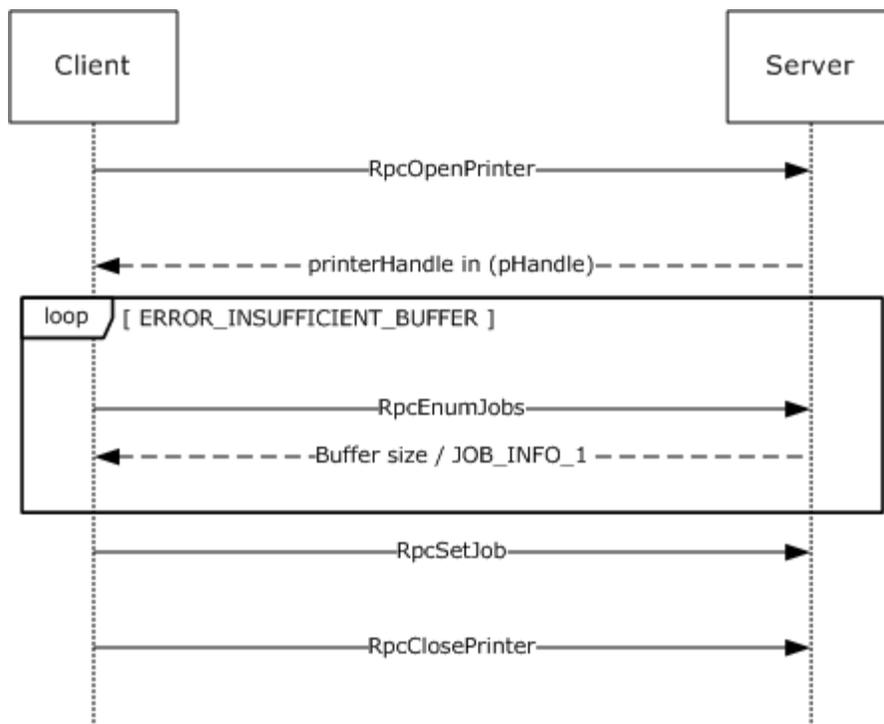 Client
Server
RpcOpenPrinter
printerHandle in (pHandle)
loop
[ ERROR_INSUFFICIENT_BUFFER ]
RpcEnumJobs
Buffer size / JOB_INFO_1
RpcSetJob
RpcClosePrinter